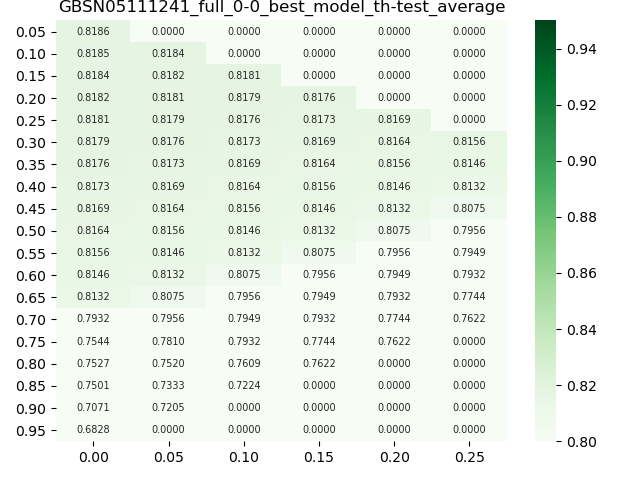 GBSN05111241_full_0-0_best_model_th-test_average
0.05 0.8186 0.0000 0.0000 0.0000 0.0000 0.0000
0.10 0.8185 0.8184 0.0000 0.0000 0.0000 0.0000
0.15 0.8184 0.8182 0.8181 0.0000 0.0000 0.0000
0.20 0.8182 0.8181 0.8179 0.8176 0.0000 0.0000
0.25 0.8181 0.8179 0.8176 0.8173 0.8169 0.0000
0.30 0.8179 0.8176 0.8173 0.8169 0.8164 0.8156
0.35 0.8176 0.8173 0.8169 0.8164 0.8156 0.8146
0.40 0.8173 0.8169 0.8164 0.8156 0.8146 0.8132
0.45 0.8169 0.8164 0.8156 0.8146 0.8132 0.8075
0.50 0.8164 0.8156 0.8146 0.8132 0.8075 0.7956
0.55 0.8156 0.8146 0.8132 0.8075 0.7956 0.7949
0.60 0.8146 0.8132 0.8075 0.7956 0.7949 0.7932
0.65 0.8132 0.8075 0.7956 0.7949 0.7932 0.7744
0.70 0.7932 0.7956 0.7949 0.7932 0.7744 0.7622
0.75 0.7544 0.7810 0.7932 0.7744 0.7622 0.0000
0.80 0.7527 0.7520 0.7609 0.7622 0.0000 0.0000
0.85 0.7501 0.7333 0.7224 0.0000 0.0000 0.0000
0.90 0.7071 0.7205 0.0000 0.0000 0.0000 0.0000
0.95 0.6828 0.0000 0.0000 0.0000 0.0000 0.0000
0.00 0.05 0.10 0.15 0.20 0.25
0.94
0.92
0.90
0.88
0.86
0.84
0.82
0.80